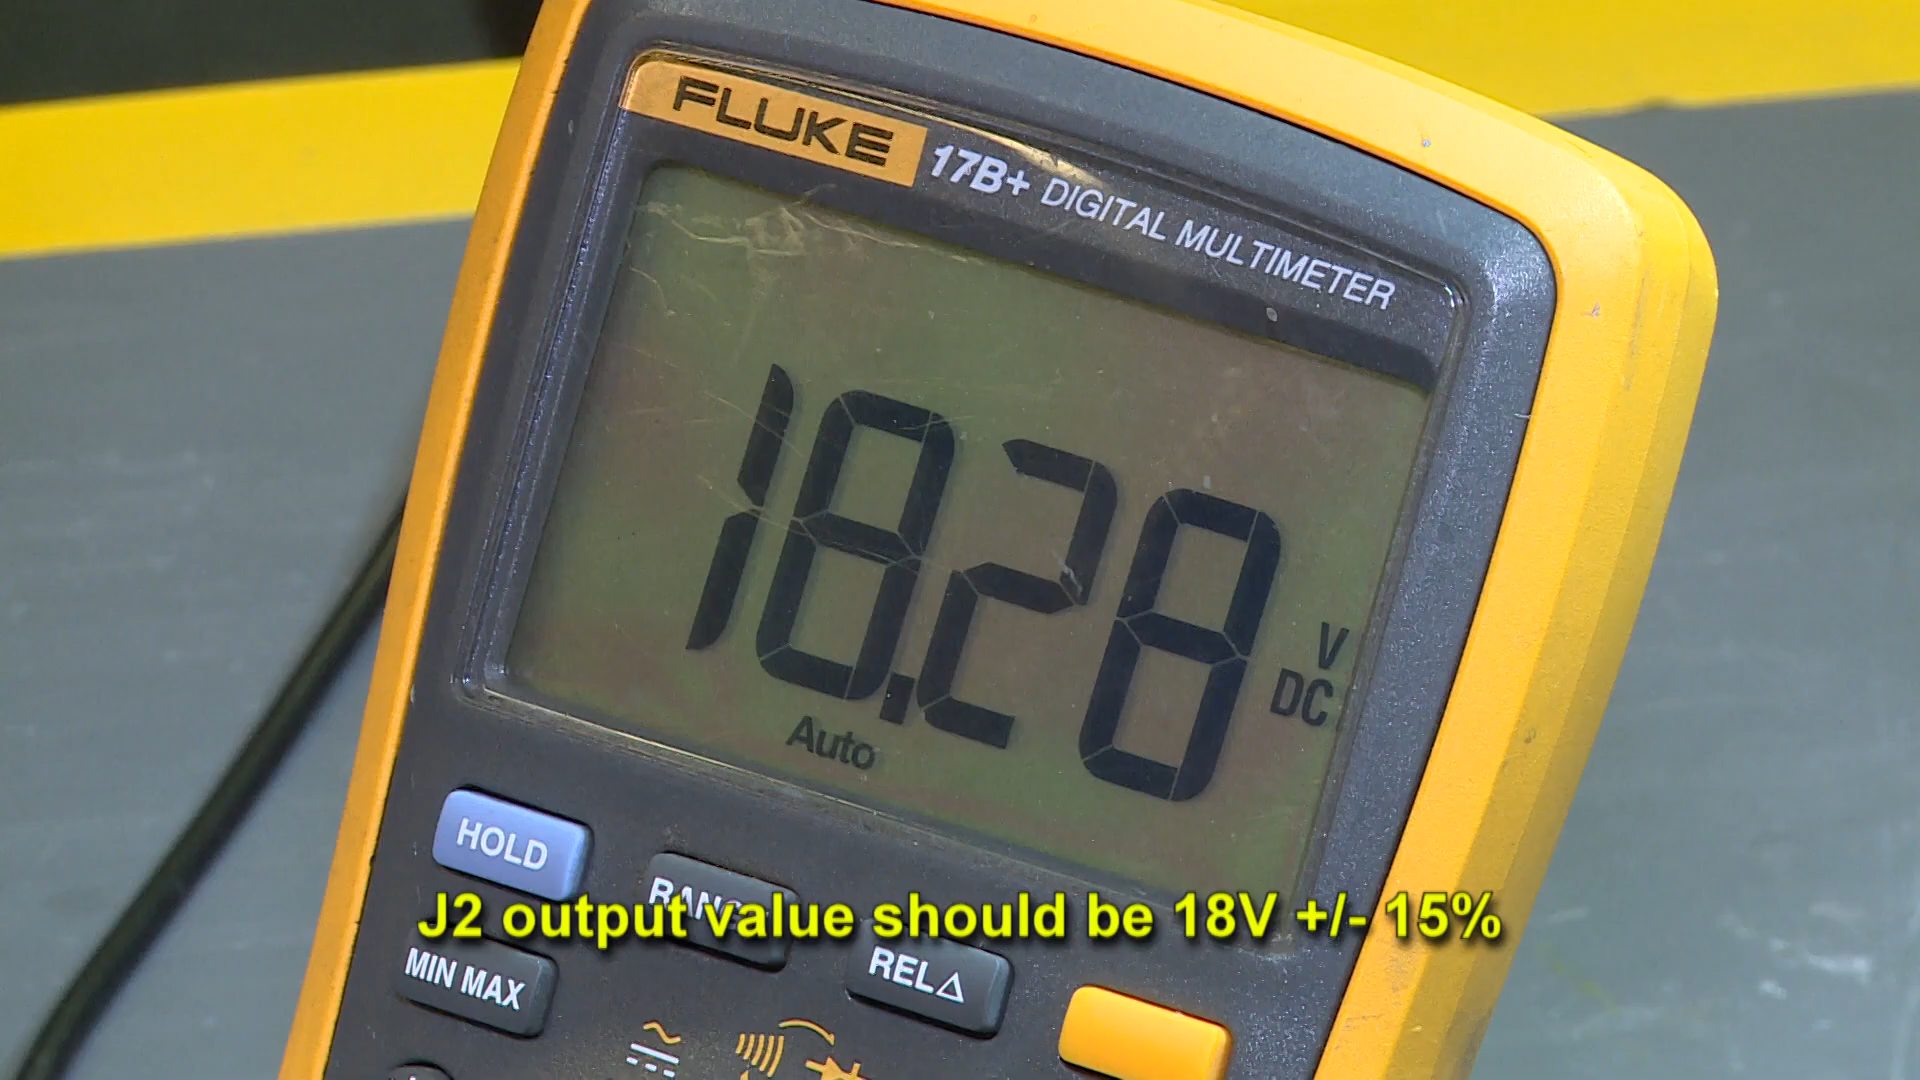 FLUKE 17B+ DIGITAL MULTIMETER
18.28 V DC
Auto
HOLD
RANGE
J2 output value should be 18V +/- 15%
MIN MAX
REL△